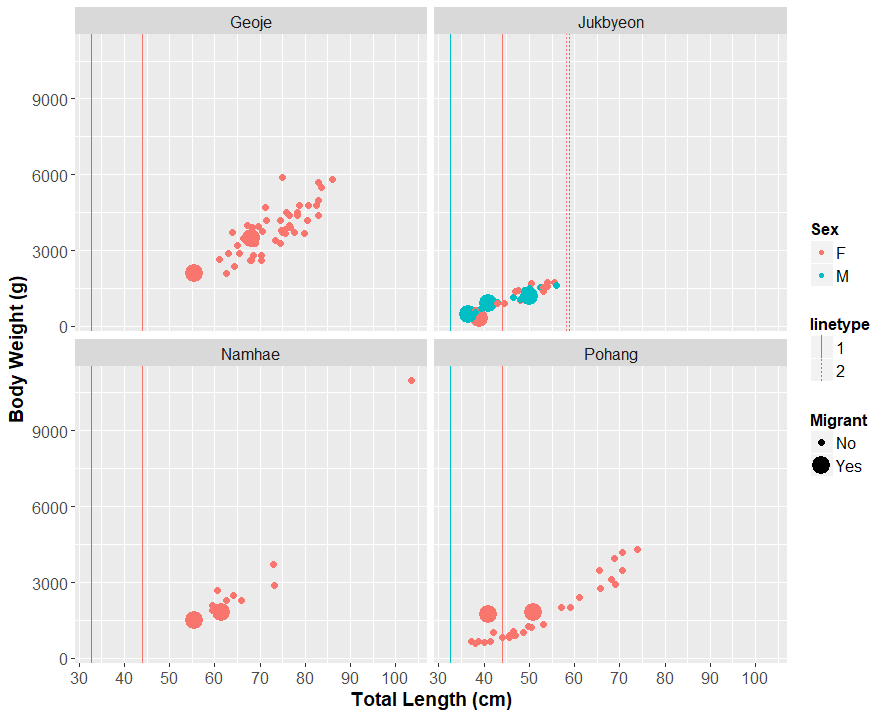 Geoje
Jukbyeon
9000
6000
3000
0
Namhae
Pohang
9000
6000
3000
0
30 40 50 60 70 80 90 100
30 40 50 60 70 80 90 100
Total Length (cm)
Body Weight (g)
Sex
F
M
linetype
1
2
Migrant
No
Yes